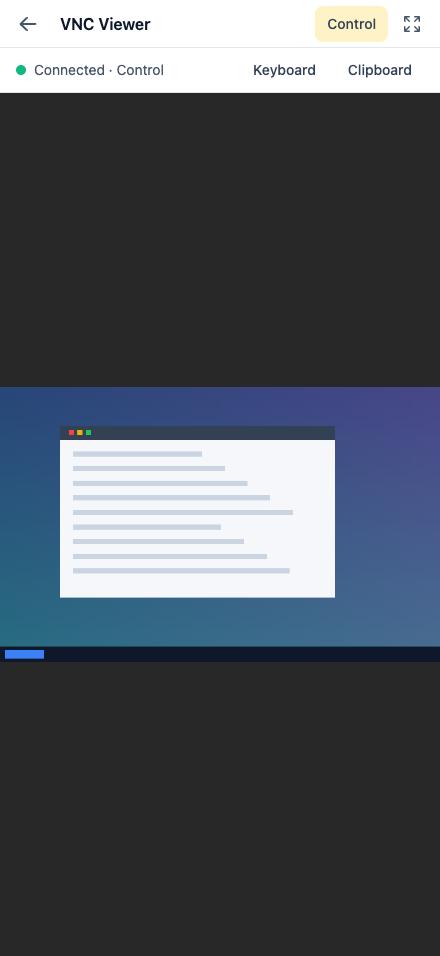 VNC Viewer
Control
Connected · Control
Keyboard
Clipboard